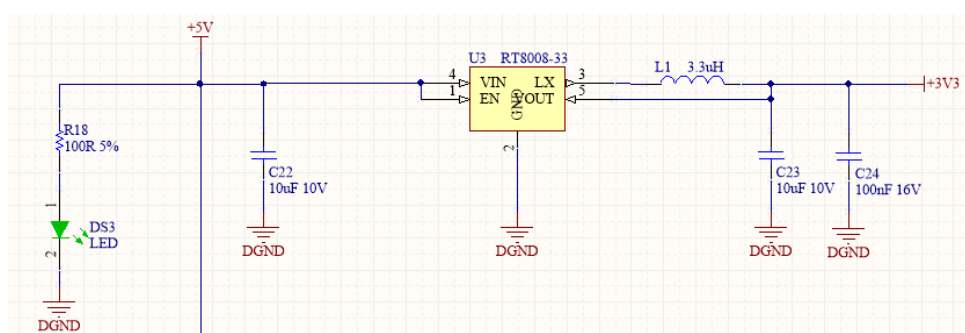 +5V
U3 RT8008-33
4 VIN LX 3
1 EN VOUT 5
GND
2
L1 3.3uH
+3V3
R18
100R 5%
C22
10uF 10V
C23
10uF 10V
C24
100nF 16V
1
DS3
LED
2
DGND
DGND
DGND
DGND
DGND